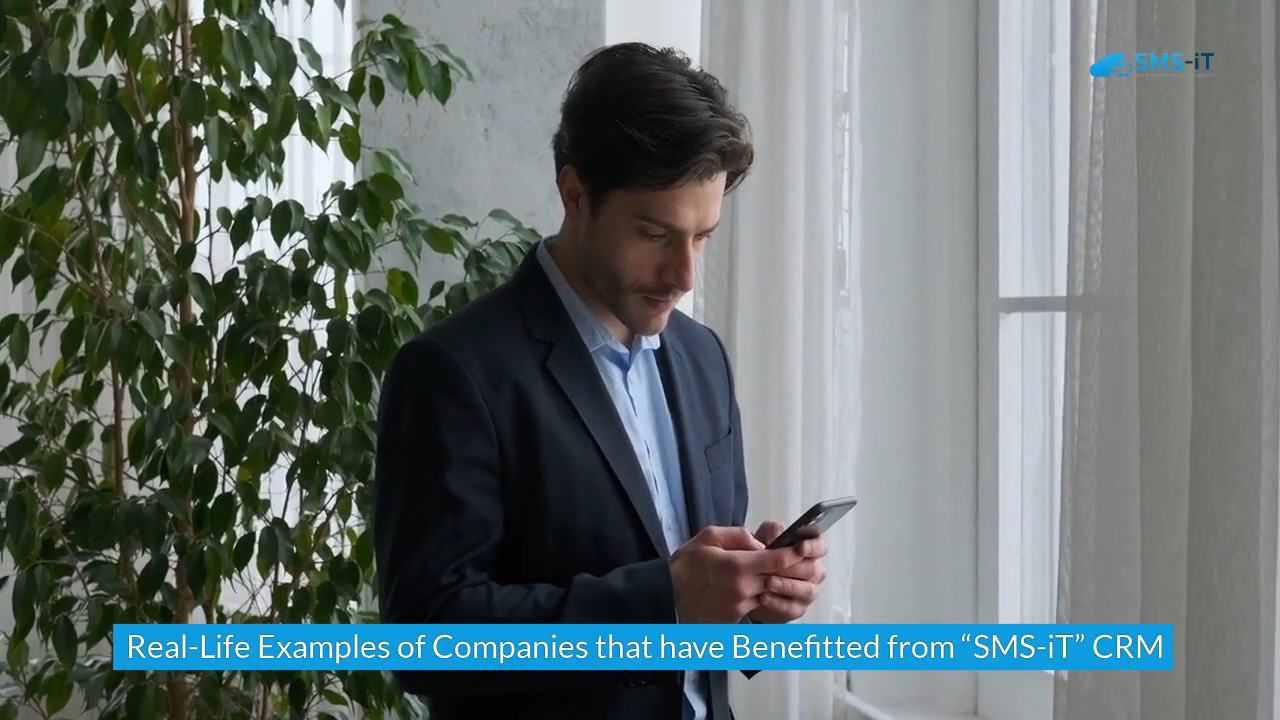 SMS-iT
Real-Life Examples of Companies that have Benefitted from “SMS-iT” CRM